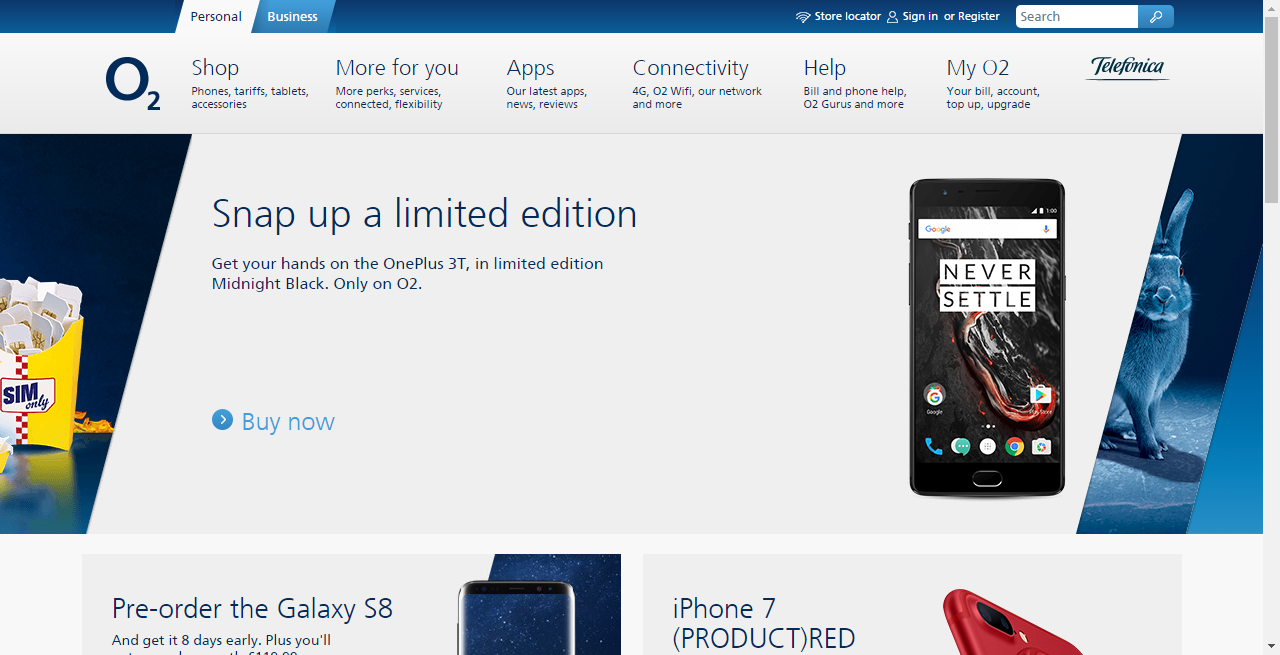 Personal
Business
Store locator
Sign in or Register
Search
O2
Shop
Phones, tariffs, tablets,
accessories
More for you
More perks, services,
connected, flexibility
Apps
Our latest apps,
news, reviews
Connectivity
4G, O2 Wifi, our network
and more
Help
Bill and phone help,
O2 Gurus and more
My O2
Your bill, account,
top up, upgrade
Telefónica
Snap up a limited edition
Get your hands on the OnePlus 3T, in limited edition
Midnight Black. Only on O2.
Buy now
1:00
Google
NEVER
SETTLE
Google
Play Store
SIM
only
Pre-order the Galaxy S8
And get it 8 days early. Plus you'll
iPhone 7
(PRODUCT)RED